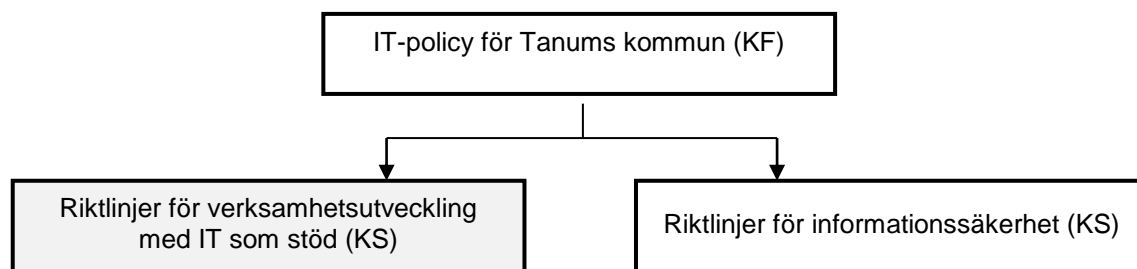 IT-policy för Tanums kommun (KF)
Riktlinjer för verksamhetsutveckling
med IT som stöd (KS)
Riktlinjer för informationssäkerhet (KS)